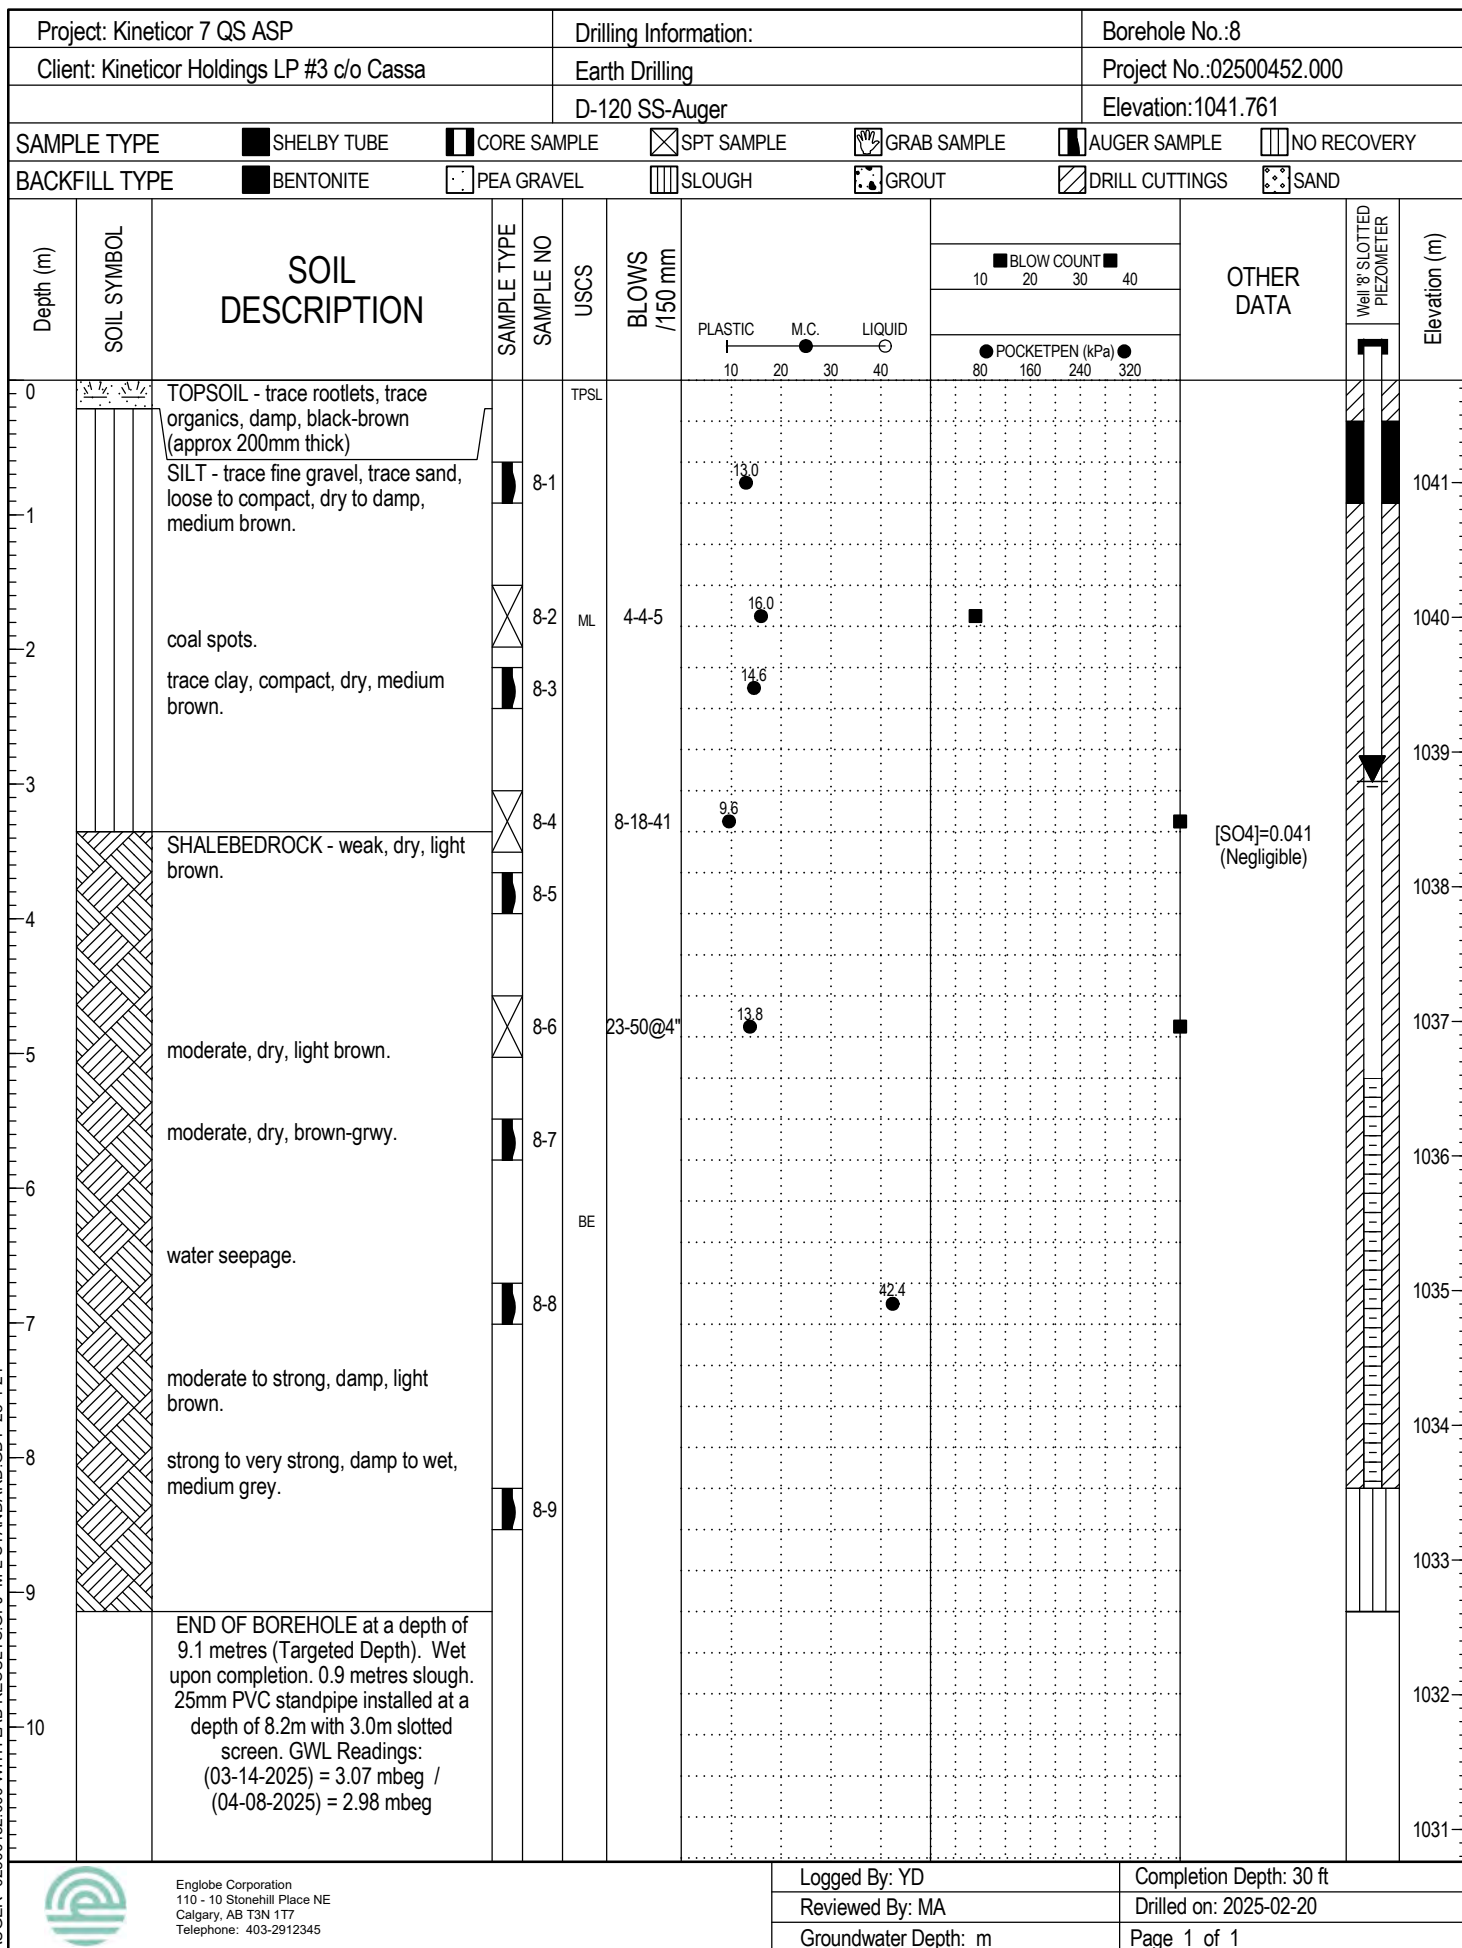 Project: Kineticor 7 QS ASP
Drilling Information:
Borehole No.:8
Client: Kineticor Holdings LP #3 c/o Cassa
Earth Drilling
Project No.:02500452.000
D-120 SS-Auger
Elevation:1041.761
SAMPLE TYPE
SHELBY TUBE
CORE SAMPLE
SPT SAMPLE
GRAB SAMPLE
AUGER SAMPLE
NO RECOVERY
BACKFILL TYPE
BENTONITE
PEA GRAVEL
SLOUGH
GROUT
DRILL CUTTINGS
SAND
Depth (m)
SOIL SYMBOL
SOIL
DESCRIPTION
SAMPLE TYPE
SAMPLE NO
USCS
BLOWS
/150 mm
PLASTIC M.C. LIQUID
10 20 30 40
BLOW COUNT
10 20 30 40
POCKETPEN (kPa)
80 160 240 320
OTHER
DATA
Well '8" SLOTTED
PIEZOMETER
Elevation (m)
0
TOPSOIL - trace rootlets, trace
organics, damp, black-brown
(approx 200mm thick)
TPSL
SILT - trace fine gravel, trace sand,
loose to compact, dry to damp,
medium brown.
8-1
13.0
1041
1
8-2
ML
4-4-5
16.0
1040
coal spots.
2
trace clay, compact, dry, medium
brown.
8-3
14.6
1039
3
8-4
8-18-41
9.6
[SO4]=0.041
(Negligible)
SHALEBEDROCK - weak, dry, light
brown.
8-5
1038
4
8-6
23-50@4"
13.8
1037
moderate, dry, light brown.
5
moderate, dry, brown-grwy.
8-7
1036
6
BE
water seepage.
8-8
42.4
1035
7
moderate to strong, damp, light
brown.
1034
8
strong to very strong, damp to wet,
medium grey.
8-9
1033
9
END OF BOREHOLE at a depth of
9.1 metres (Targeted Depth). Wet
upon completion. 0.9 metres slough.
25mm PVC standpipe installed at a
depth of 8.2m with 3.0m slotted
screen. GWL Readings:
(03-14-2025) = 3.07 mbeg /
(04-08-2025) = 2.98 mbeg
1032
10
1031
Englobe Corporation
110 - 10 Stonehill Place NE
Calgary, AB T3N 1T7
Telephone: 403-2912345
Logged By: YD
Completion Depth: 30 ft
Reviewed By: MA
Drilled on: 2025-02-20
Groundwater Depth: m
Page 1 of 1